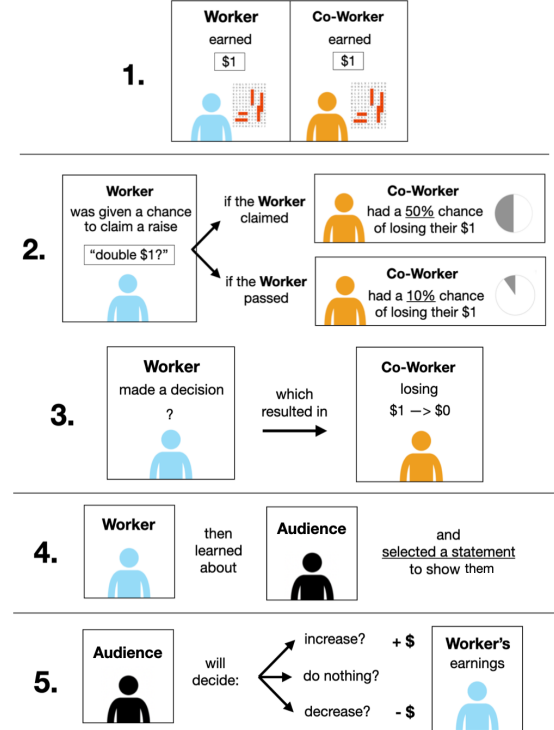 1.
Worker
earned
$1
Co-Worker
earned
$1
2.
Worker
was given a chance
to claim a raise
“double $1?”
if the Worker
claimed
Co-Worker
had a 50% chance
of losing their $1
if the Worker
passed
Co-Worker
had a 10% chance
of losing their $1
3.
Worker
made a decision
?
which
resulted in
Co-Worker
losing
$1 —> $0
4.
Worker
then
learned
about
Audience
and
selected a statement
to show them
5.
Audience
will
decide:
increase? + $
do nothing?
decrease? - $
Worker’s
earnings